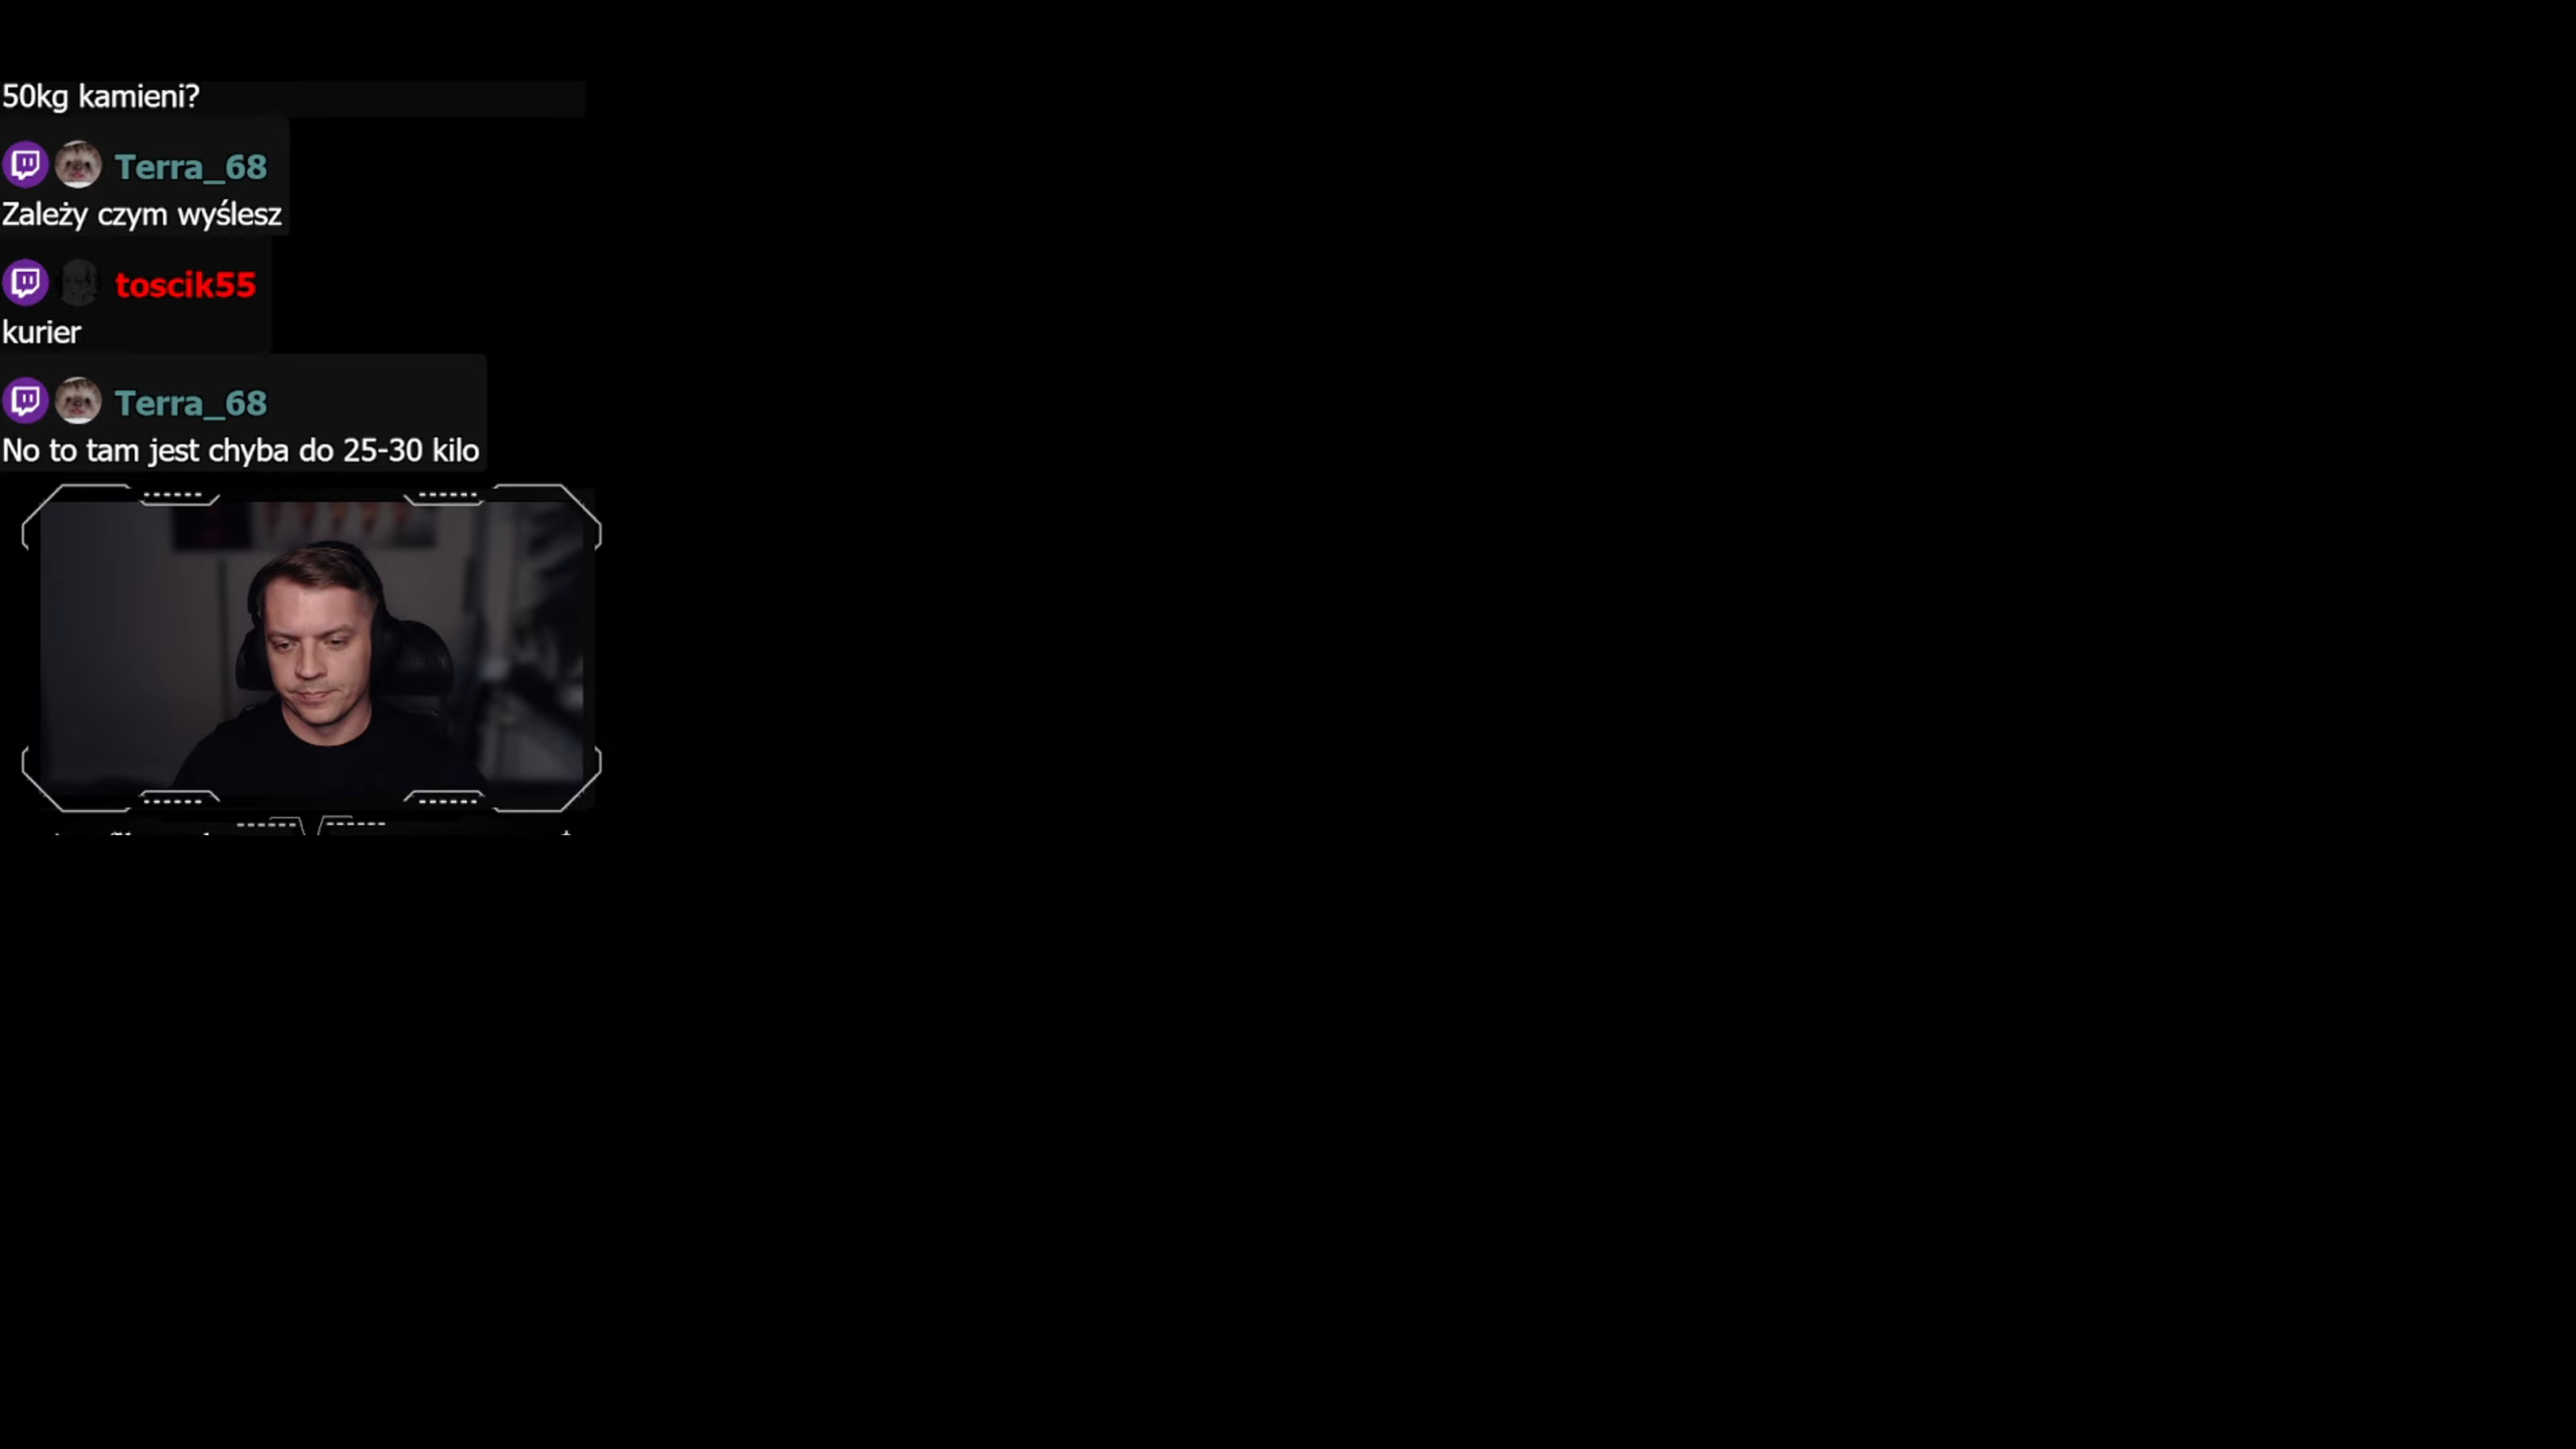 50kg kamieni?
Terra_68
Zależy czym wyślesz
toscik55
kurier
Terra_68
No to tam jest chyba do 25-30 kilo